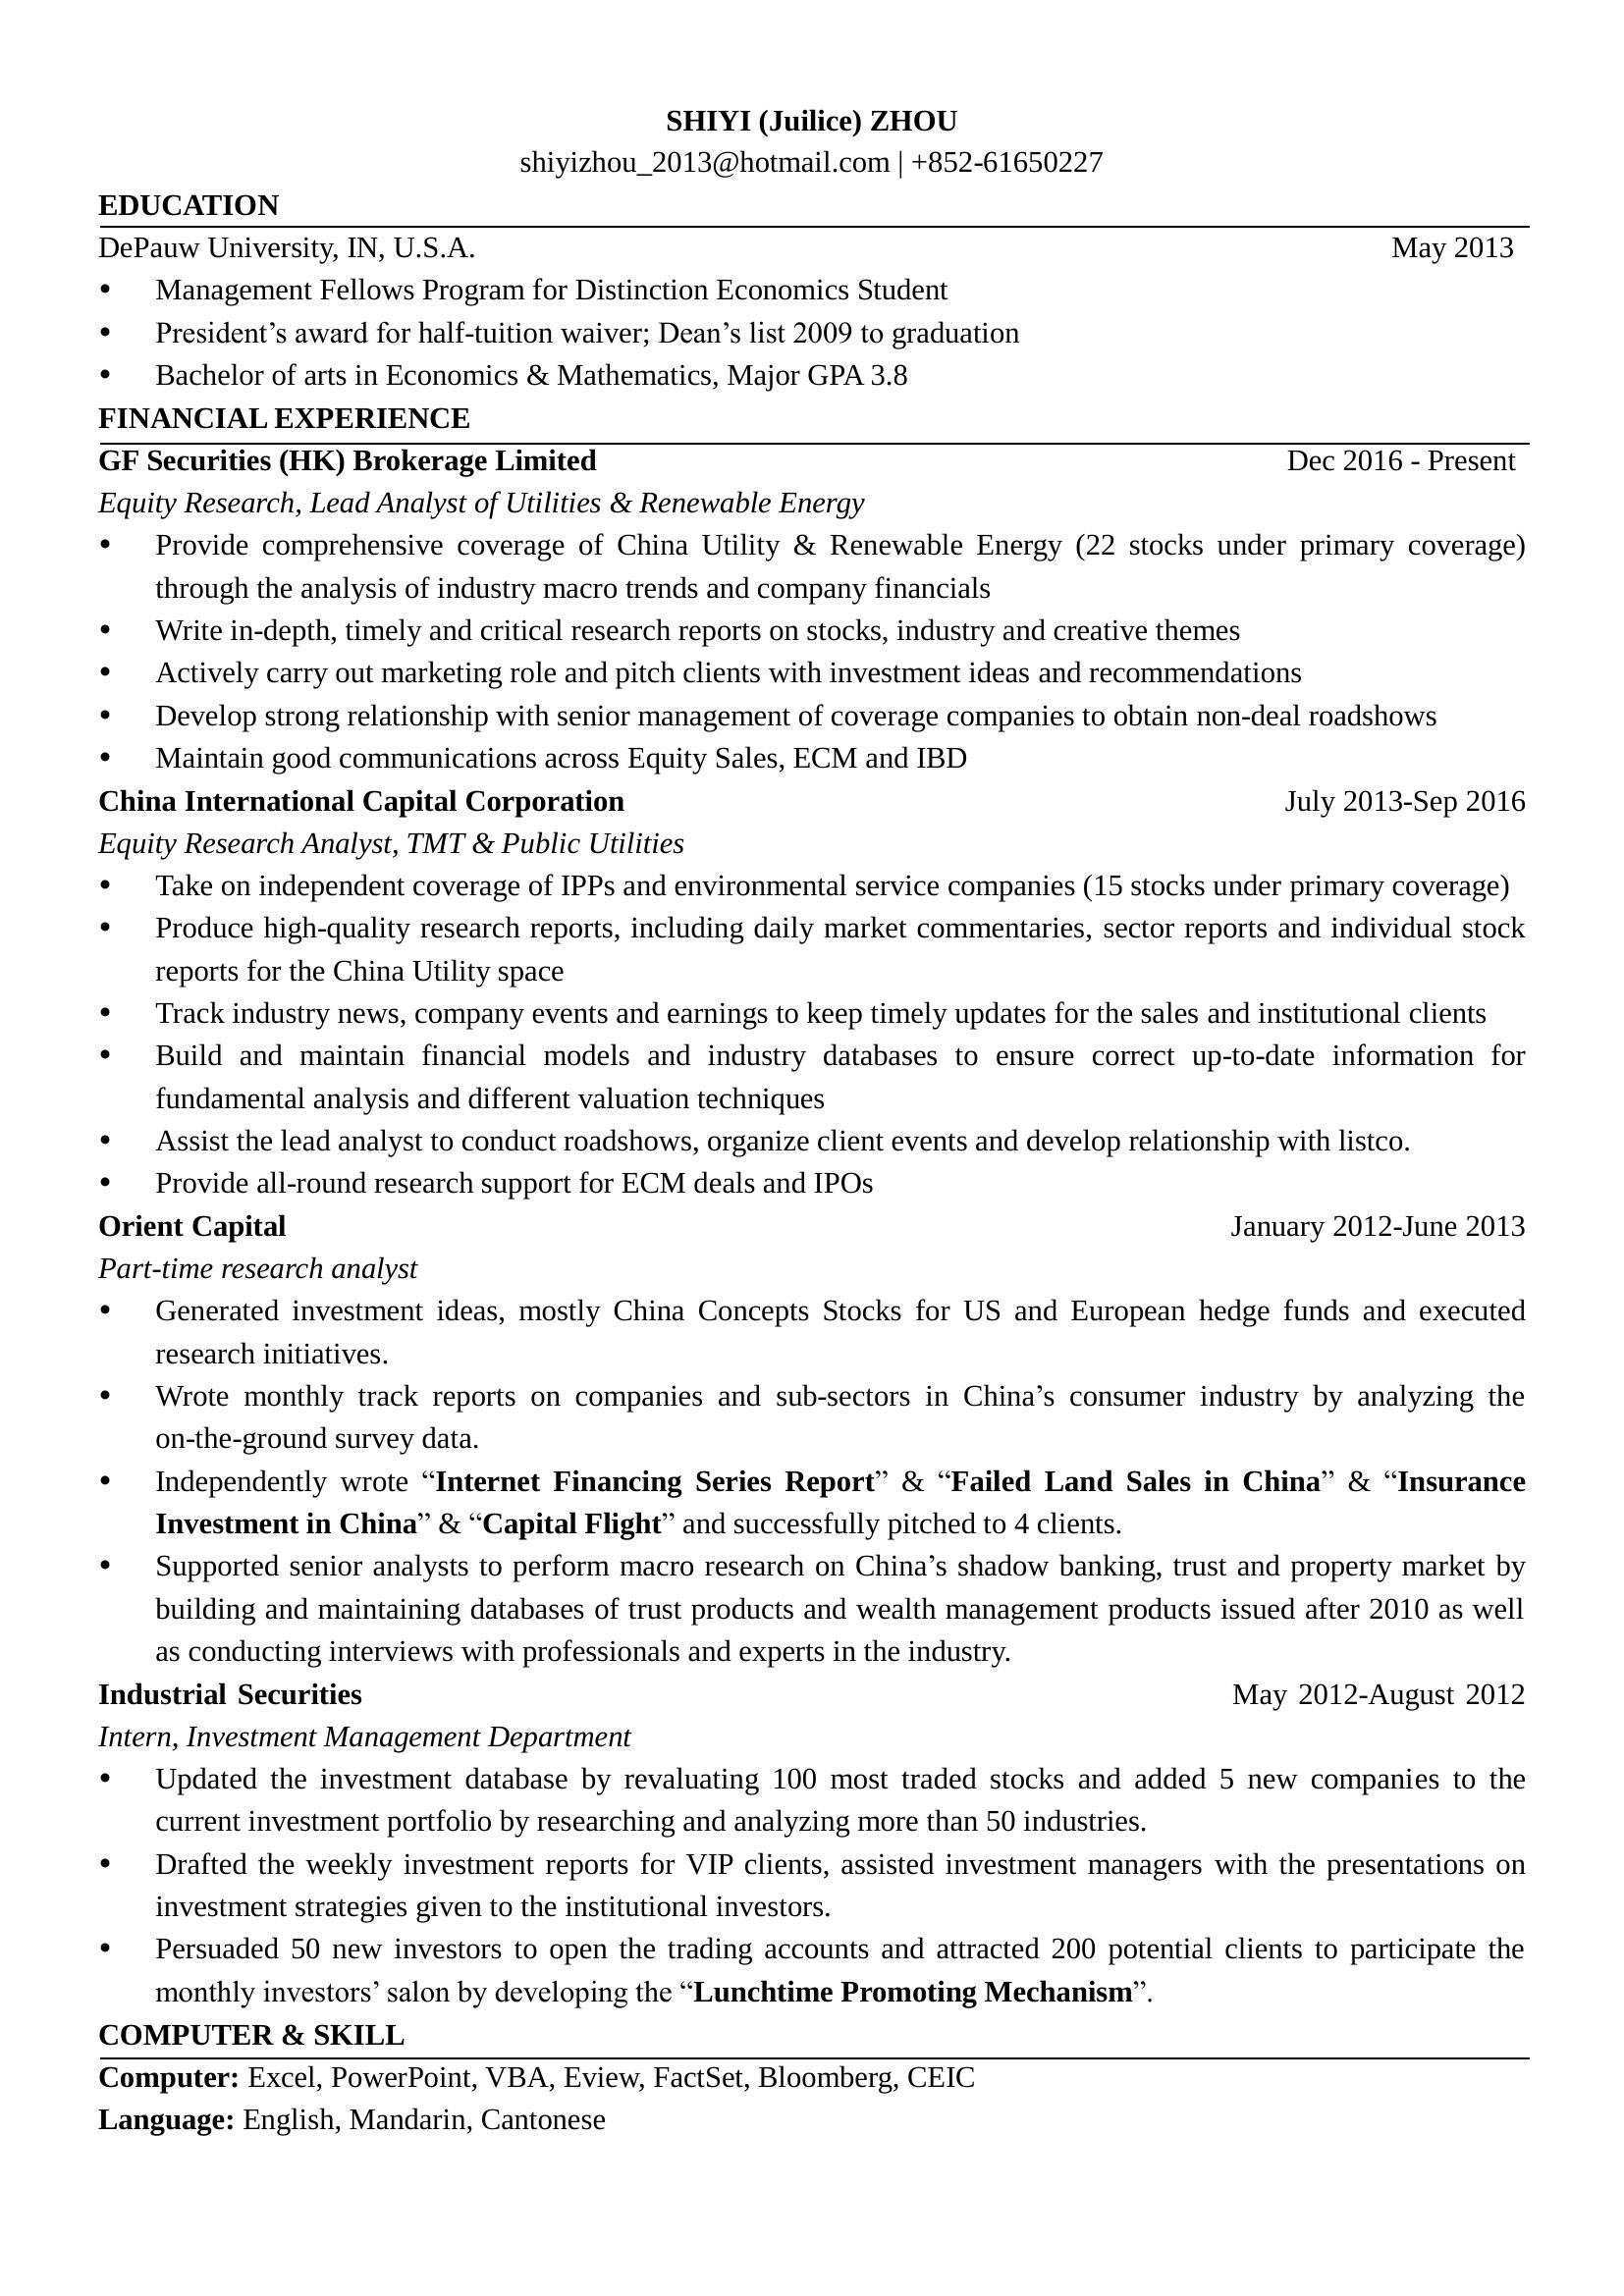 SHIYI (Juilice) ZHOU
shiyizhou_2013@hotmail.com | +852-61650227
EDUCATION
DePauw University, IN, U.S.A. May 2013
• Management Fellows Program for Distinction Economics Student
• President’s award for half-tuition waiver; Dean’s list 2009 to graduation
• Bachelor of arts in Economics & Mathematics, Major GPA 3.8
FINANCIAL EXPERIENCE
GF Securities (HK) Brokerage Limited Dec 2016 - Present
Equity Research, Lead Analyst of Utilities & Renewable Energy
• Provide comprehensive coverage of China Utility & Renewable Energy (22 stocks under primary coverage)
through the analysis of industry macro trends and company financials
• Write in-depth, timely and critical research reports on stocks, industry and creative themes
• Actively carry out marketing role and pitch clients with investment ideas and recommendations
• Develop strong relationship with senior management of coverage companies to obtain non-deal roadshows
• Maintain good communications across Equity Sales, ECM and IBD
China International Capital Corporation July 2013-Sep 2016
Equity Research Analyst, TMT & Public Utilities
• Take on independent coverage of IPPs and environmental service companies (15 stocks under primary coverage)
• Produce high-quality research reports, including daily market commentaries, sector reports and individual stock
reports for the China Utility space
• Track industry news, company events and earnings to keep timely updates for the sales and institutional clients
• Build and maintain financial models and industry databases to ensure correct up-to-date information for
fundamental analysis and different valuation techniques
• Assist the lead analyst to conduct roadshows, organize client events and develop relationship with listco.
• Provide all-round research support for ECM deals and IPOs
Orient Capital January 2012-June 2013
Part-time research analyst
• Generated investment ideas, mostly China Concepts Stocks for US and European hedge funds and executed
research initiatives.
• Wrote monthly track reports on companies and sub-sectors in China’s consumer industry by analyzing the
on-the-ground survey data.
• Independently wrote “Internet Financing Series Report” & “Failed Land Sales in China” & “Insurance
Investment in China” & “Capital Flight” and successfully pitched to 4 clients.
• Supported senior analysts to perform macro research on China’s shadow banking, trust and property market by
building and maintaining databases of trust products and wealth management products issued after 2010 as well
as conducting interviews with professionals and experts in the industry.
Industrial Securities May 2012-August 2012
Intern, Investment Management Department
• Updated the investment database by revaluating 100 most traded stocks and added 5 new companies to the
current investment portfolio by researching and analyzing more than 50 industries.
• Drafted the weekly investment reports for VIP clients, assisted investment managers with the presentations on
investment strategies given to the institutional investors.
• Persuaded 50 new investors to open the trading accounts and attracted 200 potential clients to participate the
monthly investors’ salon by developing the “Lunchtime Promoting Mechanism”.
COMPUTER & SKILL
Computer: Excel, PowerPoint, VBA, Eview, FactSet, Bloomberg, CEIC
Language: English, Mandarin, Cantonese